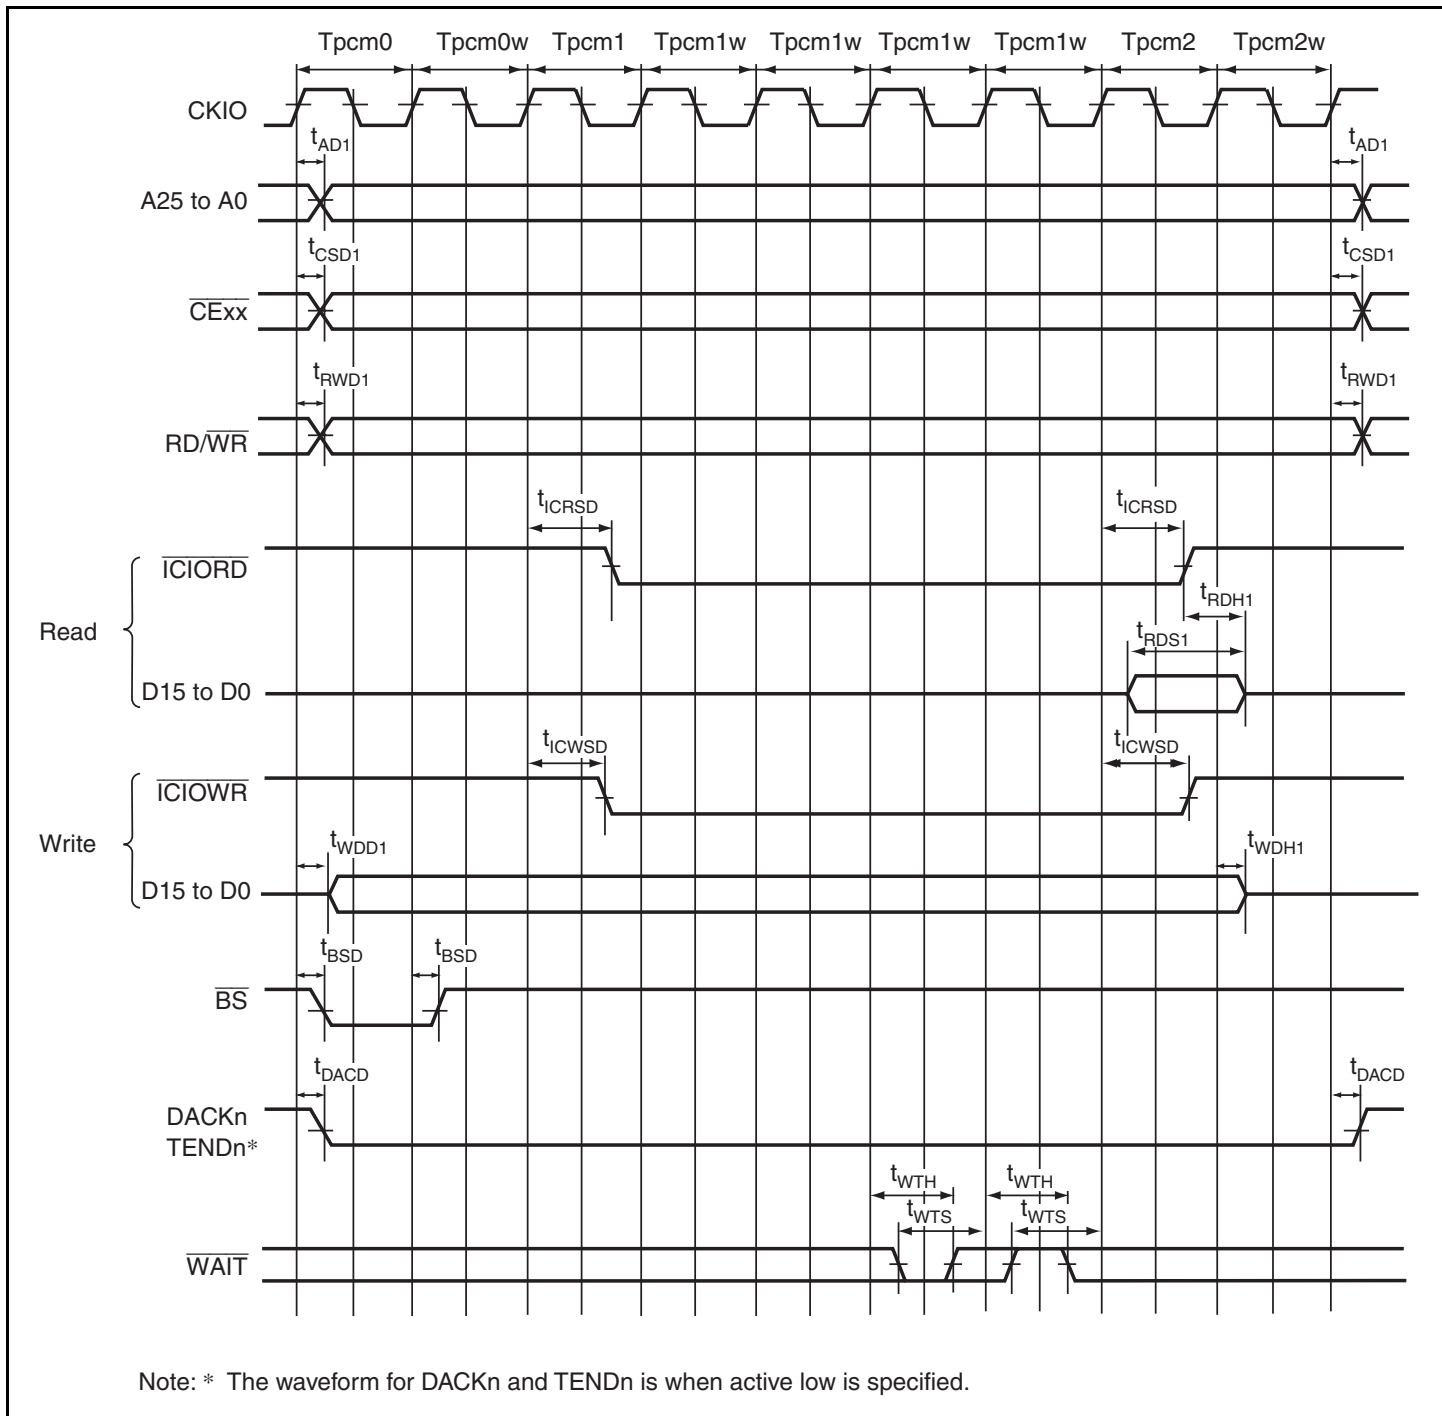 Tpcm0 Tpcm0w Tpcm1 Tpcm1w Tpcm1w Tpcm1w Tpcm1w Tpcm2 Tpcm2w
CKIO
tAD1 tAD1
A25 to A0
tCSD1 tCSD1
CExx
tRWD1 tRWD1
RD/WR
tICRSD tICRSD
ICIORD
tRDH1
Read
tRDS1
D15 to D0
tICWSD tICWSD
ICIOWR
Write
tWDD1 tWDH1
D15 to D0
tBSD tBSD
BS
tDACD tDACD
DACKn
TENDn*
tWTH tWTH
tWTS tWTS
WAIT
Note: * The waveform for DACKn and TENDn is when active low is specified.